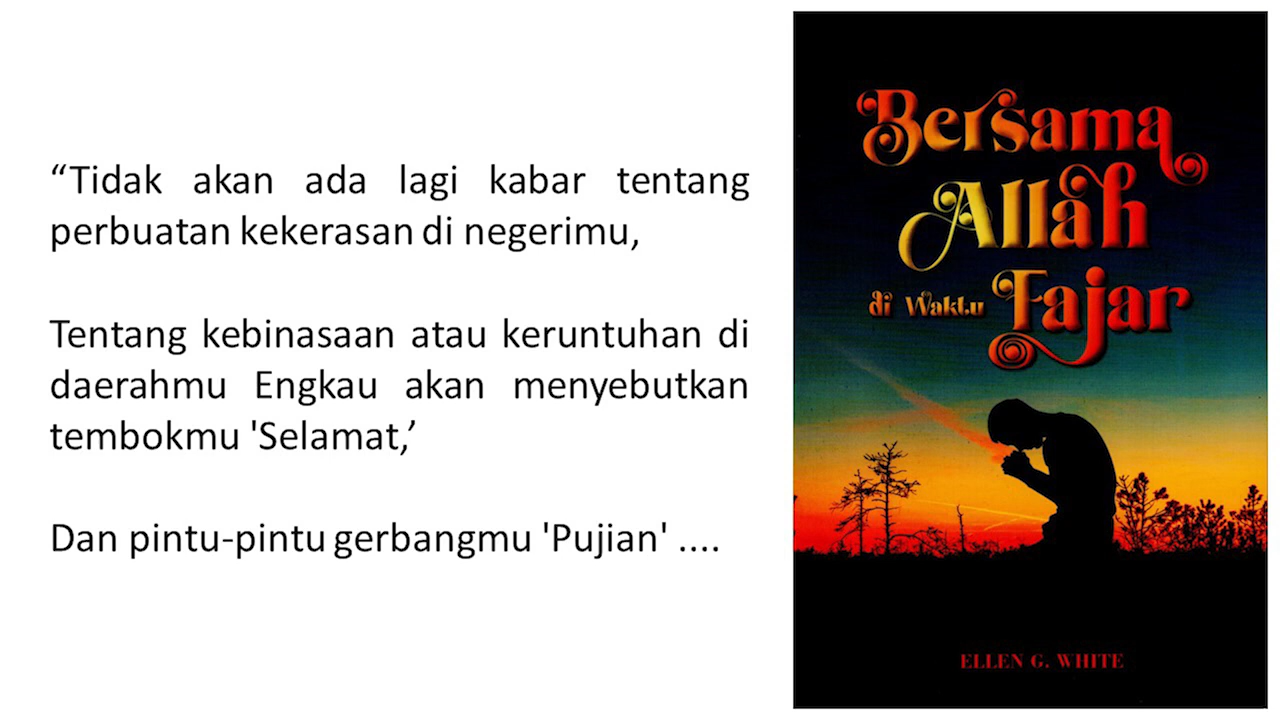 “Tidak akan ada lagi kabar tentang
perbuatan kekerasan di negerimu,
Tentang kebinasaan atau keruntuhan di
daerahmu Engkau akan menyebutkan
tembokmu 'Selamat,’
Dan pintu-pintu gerbangmu 'Pujian' ....
Bersama
Allah
di Waktu Fajar
ELLEN G. WHITE